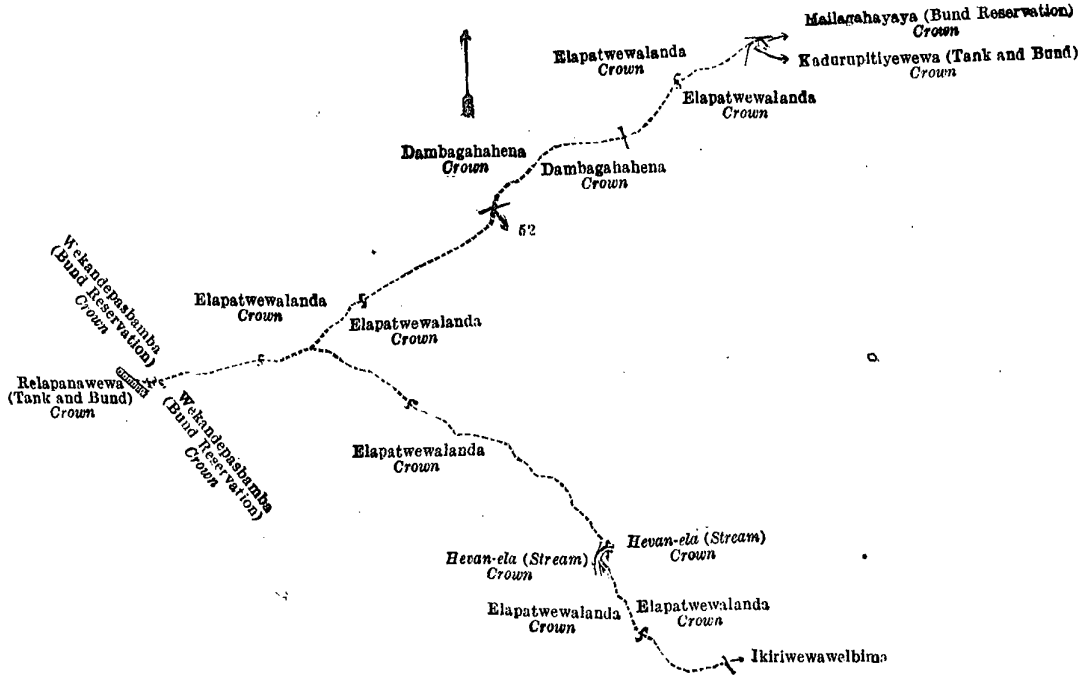 Mailagahayaya (Bund Reservation)
Crown
Kadurupitiyewewa (Tank and Bund)
Crown
Elapatwewalanda
Crown
Elapatwewalanda
Crown
Dambagahahena
Crown
Dambagahahena
Crown
52
Wekandepasbamba
(Bund Reservation)
Crown
Elapatwewalanda
Crown
Elapatwewalanda
Crown
Relapanawewa
(Tank and Bund)
Crown
Wekandepasbamba
(Bund Reservation)
Crown
Elapatwewalanda
Crown
Hevan-ela (Stream)
Crown
Hevan-ela (Stream)
Crown
Elapatwewalanda
Crown
Elapatwewalanda
Crown
Ikiriwewawelbima